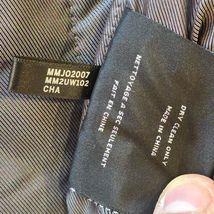 MMJO2007
MM2UW102
CHA
DRY CLEAN ONLY
MADE IN CHINA
NETTOYAGE A SEC SEULEMENT
FAIT EN CHINE